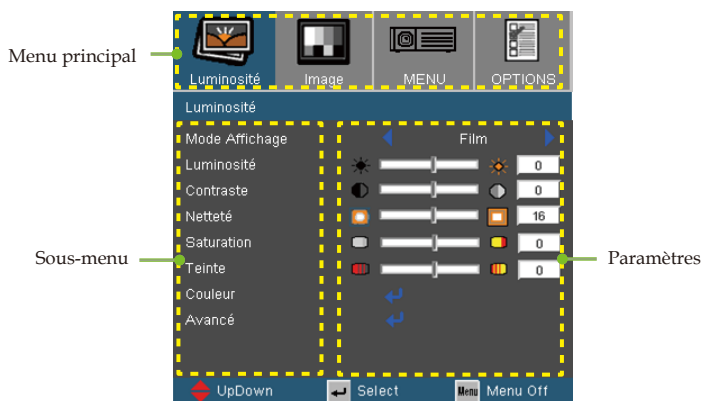 Menu principal
Luminosité Image MENU OPTIONS
Luminosité
Mode Affichage Film
Luminosité 0
Contraste 0
Netteté 16
Saturation 0
Sous-menu
Paramètres
Teinte 0
Couleur
Avancé
UpDown Select Menu Menu Off